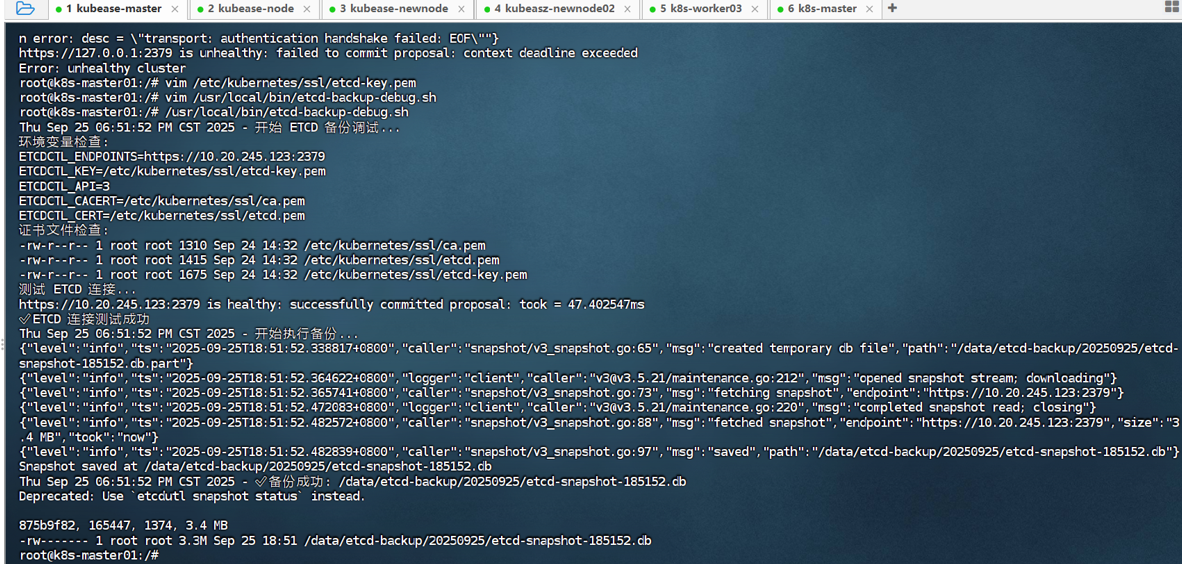 1 kubease-master × 2 kubease-node × 3 kubease-newnode × 4 kubeasz-newnode02 × 5 k8s-worker03 × 6 k8s-master × +
n error: desc = \"transport: authentication handshake failed: EOF\""}
https://127.0.0.1:2379 is unhealthy: failed to commit proposal: context deadline exceeded
Error: unhealthy cluster
root@k8s-master01:/# vim /etc/kubernetes/ssl/etcd-key.pem
root@k8s-master01:/# vim /usr/local/bin/etcd-backup-debug.sh
root@k8s-master01:/# /usr/local/bin/etcd-backup-debug.sh
Thu Sep 25 06:51:52 PM CST 2025 - 开始 ETCD 备份调试...
环境变量检查:
ETCDCTL_ENDPOINTS=https://10.20.245.123:2379
ETCDCTL_KEY=/etc/kubernetes/ssl/etcd-key.pem
ETCDCTL_API=3
ETCDCTL_CACERT=/etc/kubernetes/ssl/ca.pem
ETCDCTL_CERT=/etc/kubernetes/ssl/etcd.pem
证书文件检查:
-rw-r--r-- 1 root root 1310 Sep 24 14:32 /etc/kubernetes/ssl/ca.pem
-rw-r--r-- 1 root root 1415 Sep 24 14:32 /etc/kubernetes/ssl/etcd.pem
-rw-r--r-- 1 root root 1675 Sep 24 14:32 /etc/kubernetes/ssl/etcd-key.pem
测试 ETCD 连接...
https://10.20.245.123:2379 is healthy: successfully committed proposal: took = 47.402547ms
✅ETCD 连接测试成功
Thu Sep 25 06:51:52 PM CST 2025 - 开始执行备份...
{"level":"info","ts":"2025-09-25T18:51:52.338817+0800","caller":"snapshot/v3_snapshot.go:65","msg":"created temporary db file","path":"/data/etcd-backup/20250925/etcd-
snapshot-185152.db.part"}
{"level":"info","ts":"2025-09-25T18:51:52.364622+0800","logger":"client","caller":"v3@v3.5.21/maintenance.go:212","msg":"opened snapshot stream; downloading"}
{"level":"info","ts":"2025-09-25T18:51:52.365741+0800","caller":"snapshot/v3_snapshot.go:73","msg":"fetching snapshot","endpoint":"https://10.20.245.123:2379"}
{"level":"info","ts":"2025-09-25T18:51:52.472083+0800","logger":"client","caller":"v3@v3.5.21/maintenance.go:220","msg":"completed snapshot read; closing"}
{"level":"info","ts":"2025-09-25T18:51:52.482572+0800","caller":"snapshot/v3_snapshot.go:88","msg":"fetched snapshot","endpoint":"https://10.20.245.123:2379","size":"3
.4 MB","took":"now"}
{"level":"info","ts":"2025-09-25T18:51:52.482839+0800","caller":"snapshot/v3_snapshot.go:97","msg":"saved","path":"/data/etcd-backup/20250925/etcd-snapshot-185152.db"}
Snapshot saved at /data/etcd-backup/20250925/etcd-snapshot-185152.db
Thu Sep 25 06:51:52 PM CST 2025 - ✅备份成功: /data/etcd-backup/20250925/etcd-snapshot-185152.db
Deprecated: Use `etcdutl snapshot status` instead.
875b9f82, 165447, 1374, 3.4 MB
-rw------- 1 root root 3.3M Sep 25 18:51 /data/etcd-backup/20250925/etcd-snapshot-185152.db
root@k8s-master01:/#